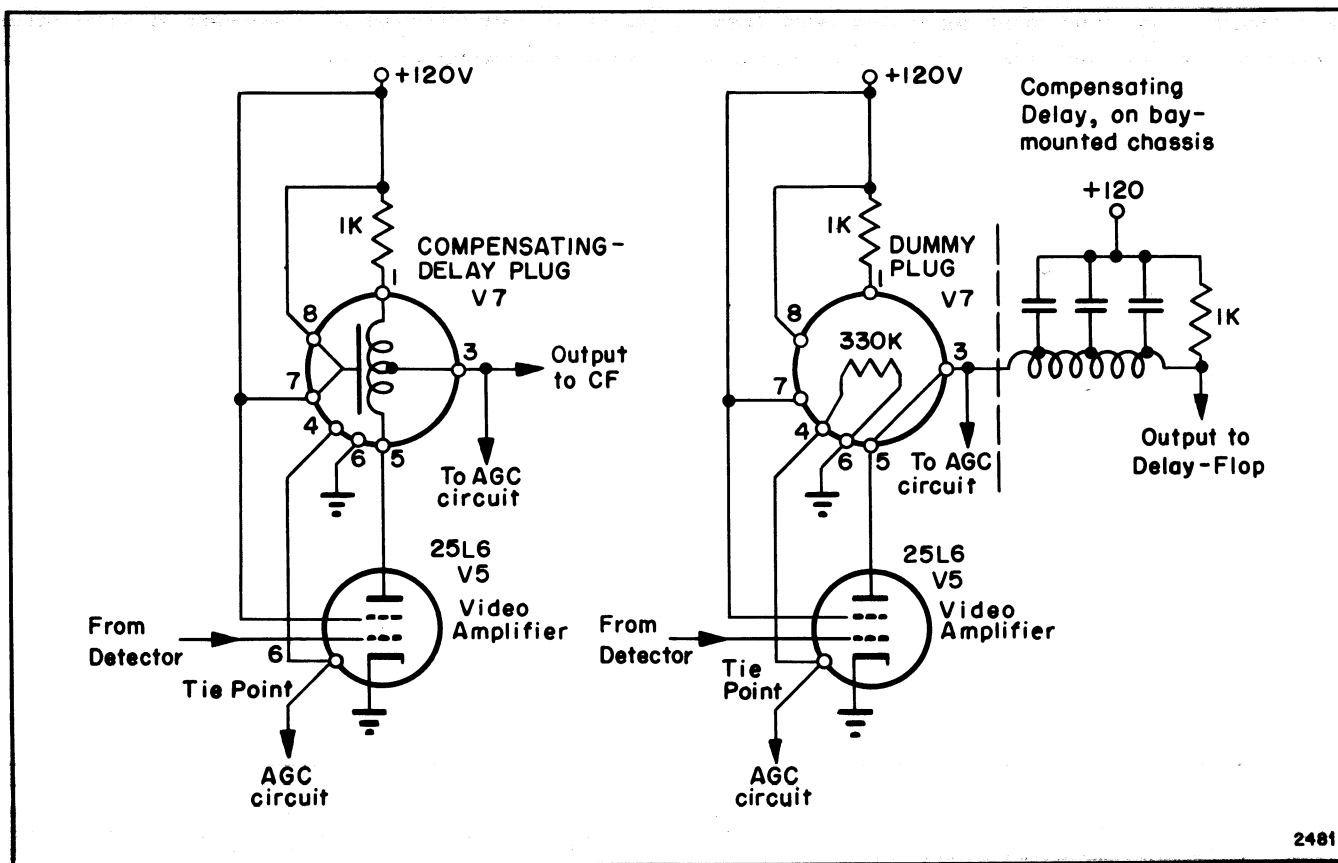 +120V
1K
COMPENSATING-
DELAY PLUG
V7
1
8
7
4
6
5
3
Output
to CF
To AGC
circuit
25L6
V5
Video
Amplifier
From
Detector
6
Tie Point
AGC
circuit
+120V
1K
DUMMY
PLUG
V7
1
8
330K
7
4
6
5
3
To AGC
circuit
25L6
V5
Video
Amplifier
From
Detector
Tie
Point
AGC
circuit
Compensating
Delay, on bay-
mounted chassis
+120
1K
Output to
Delay-Flop
2481